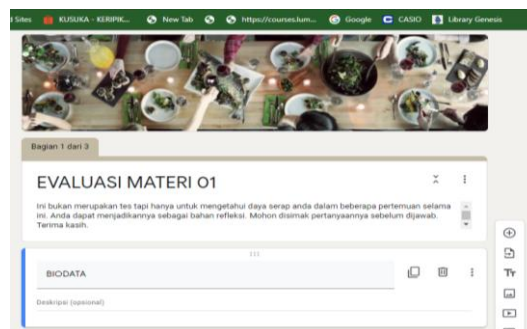 d Sites KUSUKA - KERIPIK... New Tab https://courses.lum... Google CASIO Library Genesis
Bagian 1 dari 3
EVALUASI MATERI 01
Ini bukan merupakan tes tapi hanya untuk mengetahui daya serap anda dalam beberapa pertemuan selama
ini. Anda dapat menjadikannya sebagai bahan refleksi. Mohon disimak pertanyaannya sebelum dijawab.
Terima kasih.
BIODATA
Deskripsi (opsional)
Tr